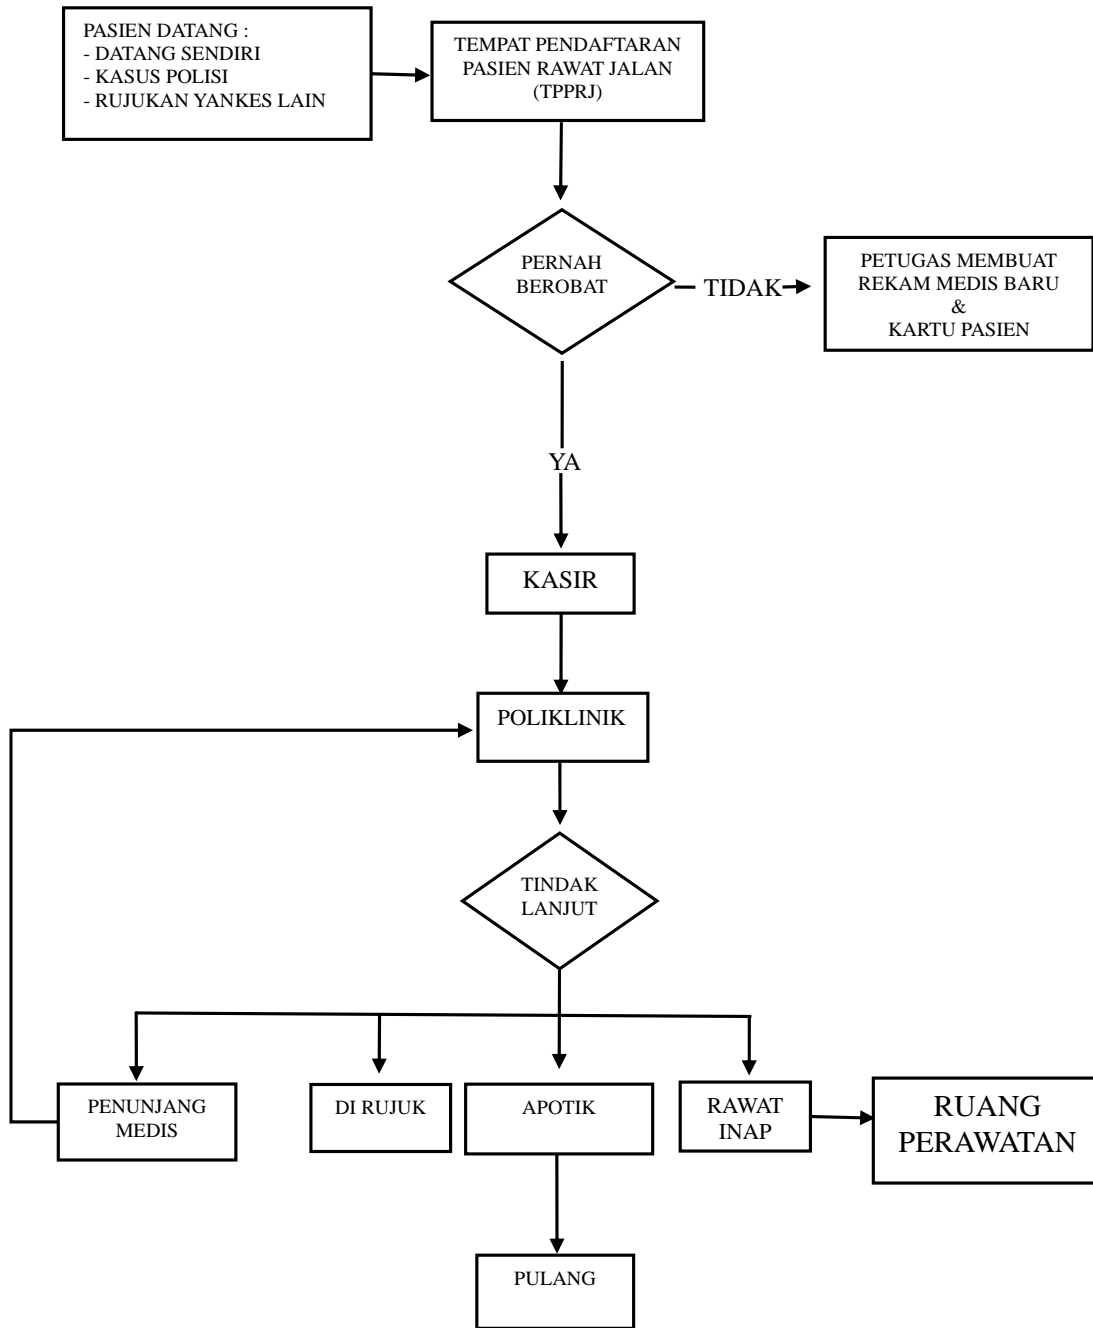 PASIEN DATANG :
- DATANG SENDIRI
- KASUS POLISI
- RUJUKAN YANKES LAIN
TEMPAT PENDAFTARAN
PASIEN RAWAT JALAN
(TPPRJ)
PERNAH
BEROBAT
TIDAK
PETUGAS MEMBUAT
REKAM MEDIS BARU
&
KARTU PASIEN
YA
KASIR
POLIKLINIK
TINDAK
LANJUT
PENUNJANG
MEDIS
DI RUJUK
APOTIK
RAWAT
INAP
RUANG
PERAWATAN
PULANG